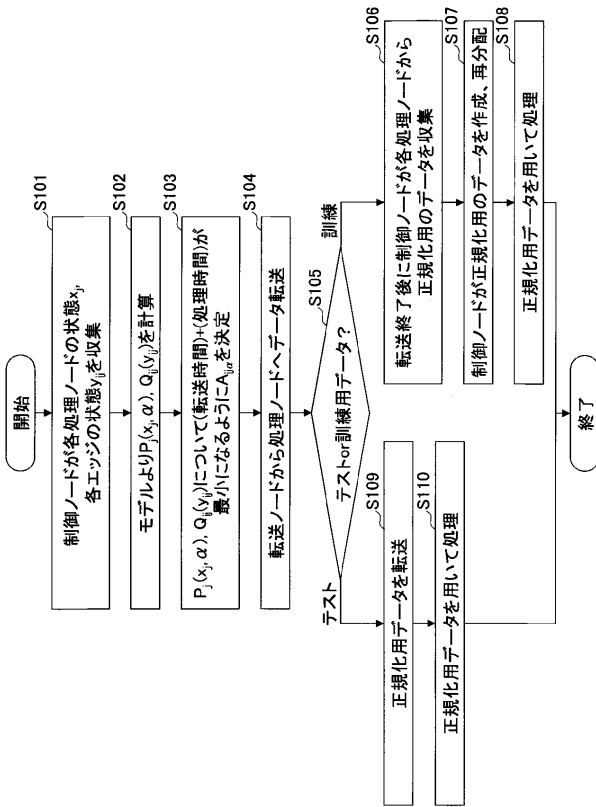 開始
S101
制御ノードが各処理ノードの状態xj,
各エッジの状態yijを収集
S102
モデルよりPj(xj, α), Qij(yij)を計算
S103
Pj(xj, α), Qij(yij)について(転送時間)+(処理時間)が
最小になるようにAijαを決定
S104
転送ノードから処理ノードへデータ転送
S105
テストor訓練用データ?
テスト
訓練
S109
正規化用データを転送
S110
正規化用データを用いて処理
S106
転送終了後に制御ノードが各処理ノードから
正規化用のデータを収集
S107
制御ノードが正規化用のデータを作成、再分配
S108
正規化用データを用いて処理
終了